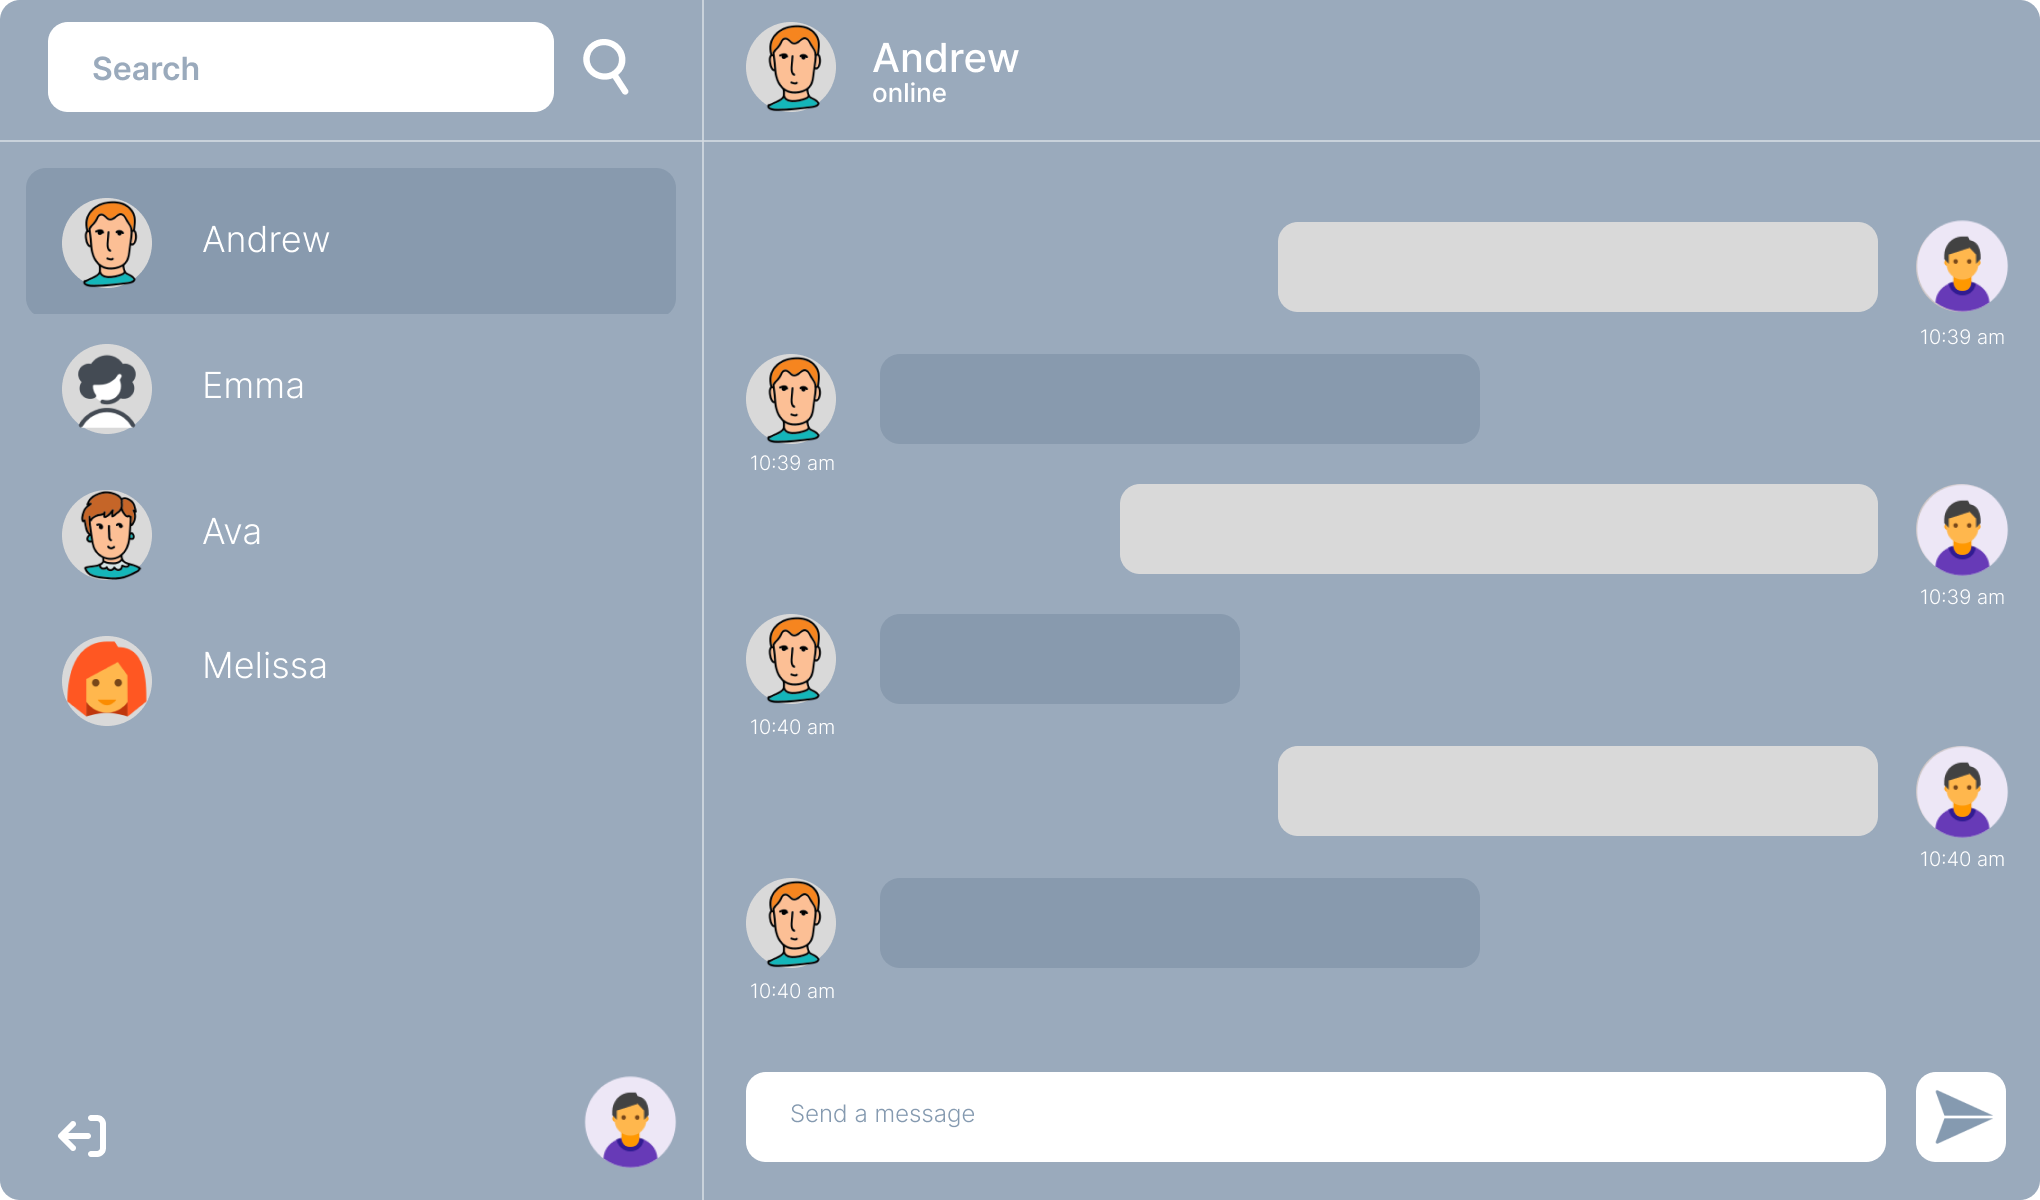 Search
Andrew
Emma
Ava
Melissa
Andrew
online
10:39 am
10:39 am
10:39 am
10:40 am
10:40 am
10:40 am
Send a message